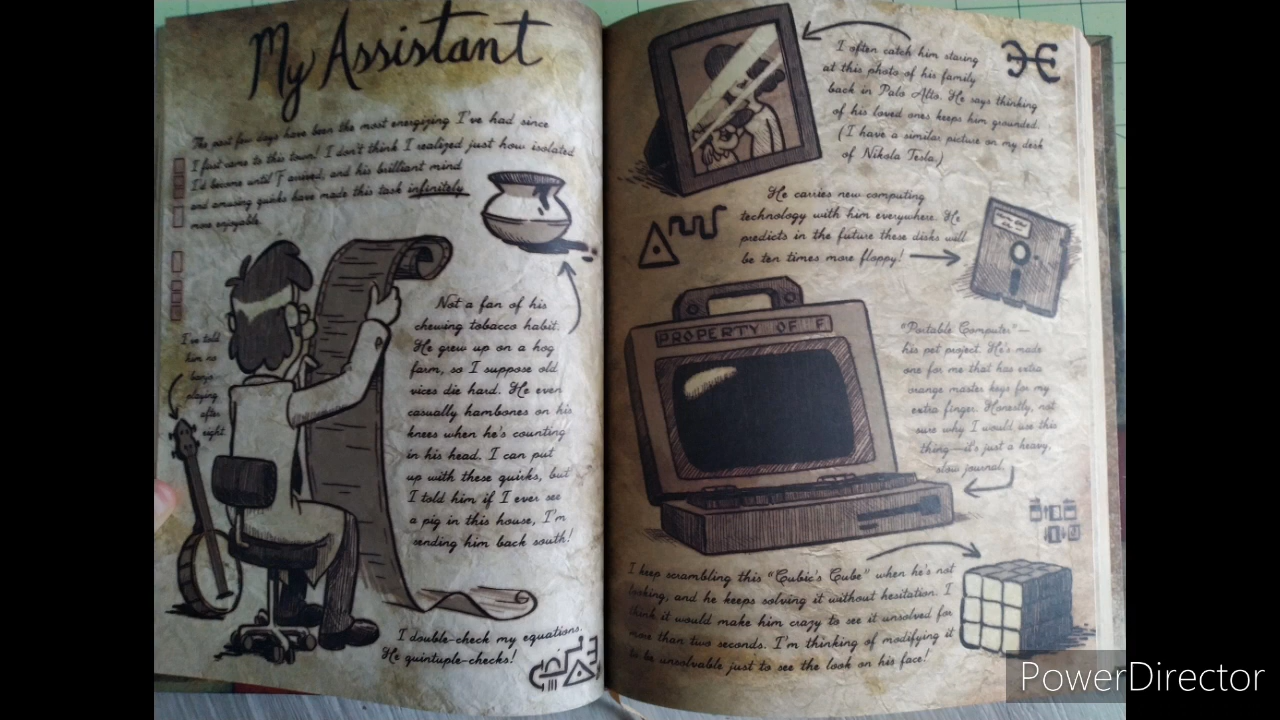 My Assistant
The past few days have been the most energizing I've had since
I first came to this town! I don't think I realized just how isolated
I'd become until F arrived, and his brilliant mind
and amusing quirks have made this task infinitely
more enjoyable.
Not a fan of his
chewing tobacco habit.
He grew up on a hog
farm, so I suppose old
vices die hard. He even
casually hambones on his
knees when he's counting
in his head. I can put
up with these quirks, but
I told him if I ever see
a pig in this house, I'm
sending him back south!
I've told
him no
banjo
playing
after
eight.
I double-check my equations.
He quintuple-checks!
I often catch him staring
at this photo of his family
back in Palo Alto. He says thinking
of his loved ones keeps him grounded.
(I have a similar picture on my desk
of Nikola Tesla.)
He carries new computing
technology with him everywhere. He
predicts in the future these disks will
be ten times more floppy!
PROPERTY OF F
"Portable Computer"—
his pet project. He's made
one for me that has extra
orange master keys for my
extra finger. Honestly, not
sure why I would use this
thing—it's just a heavy,
slow journal.
I keep scrambling this "Cubic's Cube" when he's not
looking, and he keeps solving it without hesitation. I
think it would make him crazy to see it unsolved for
more than two seconds. I'm thinking of modifying it
to be unsolvable just to see the look on his face!
PowerDirector